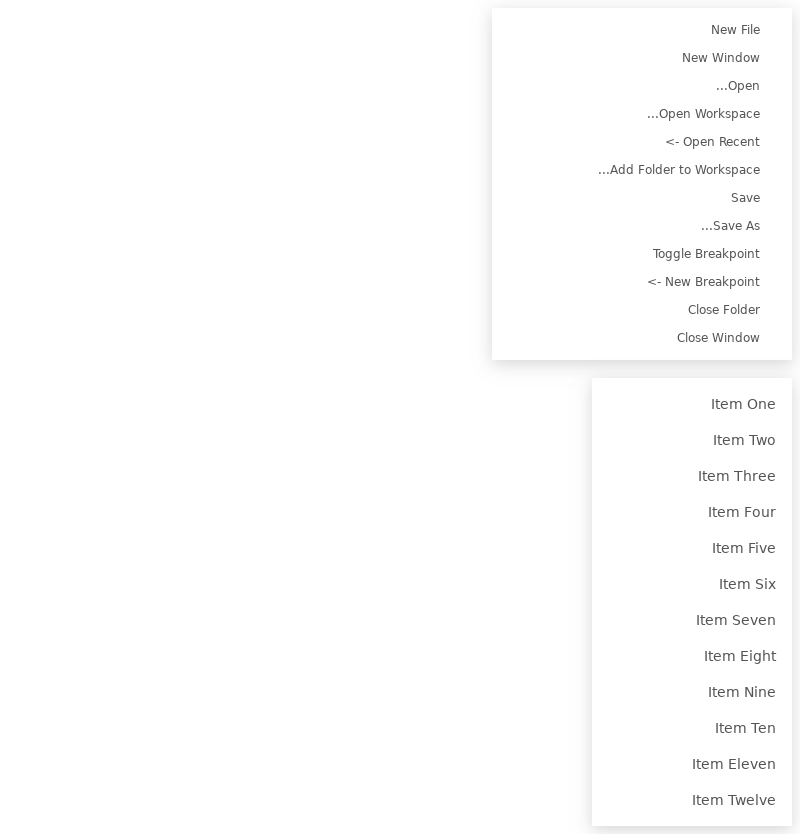 New File
New Window
...Open
...Open Workspace
<- Open Recent
...Add Folder to Workspace
Save
...Save As
Toggle Breakpoint
<- New Breakpoint
Close Folder
Close Window
Item One
Item Two
Item Three
Item Four
Item Five
Item Six
Item Seven
Item Eight
Item Nine
Item Ten
Item Eleven
Item Twelve